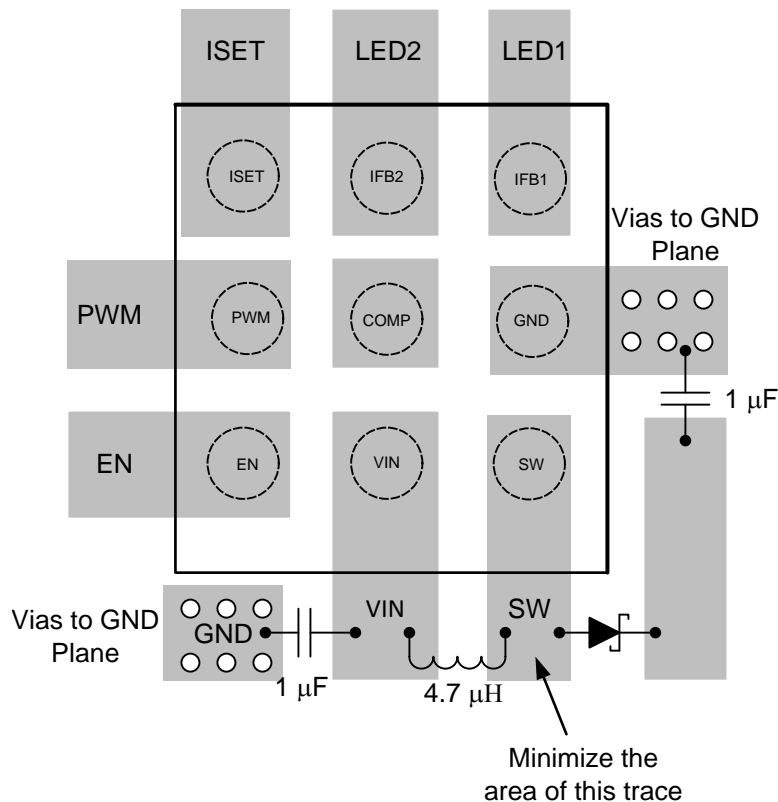 ISET
LED2
LED1
ISET
IFB2
IFB1
Vias to GND
Plane
PWM
PWM
COMP
GND
1 μF
EN
EN
VIN
SW
Vias to GND
Plane
GND
VIN
SW
1 μF
4.7 μH
Minimize the
area of this trace